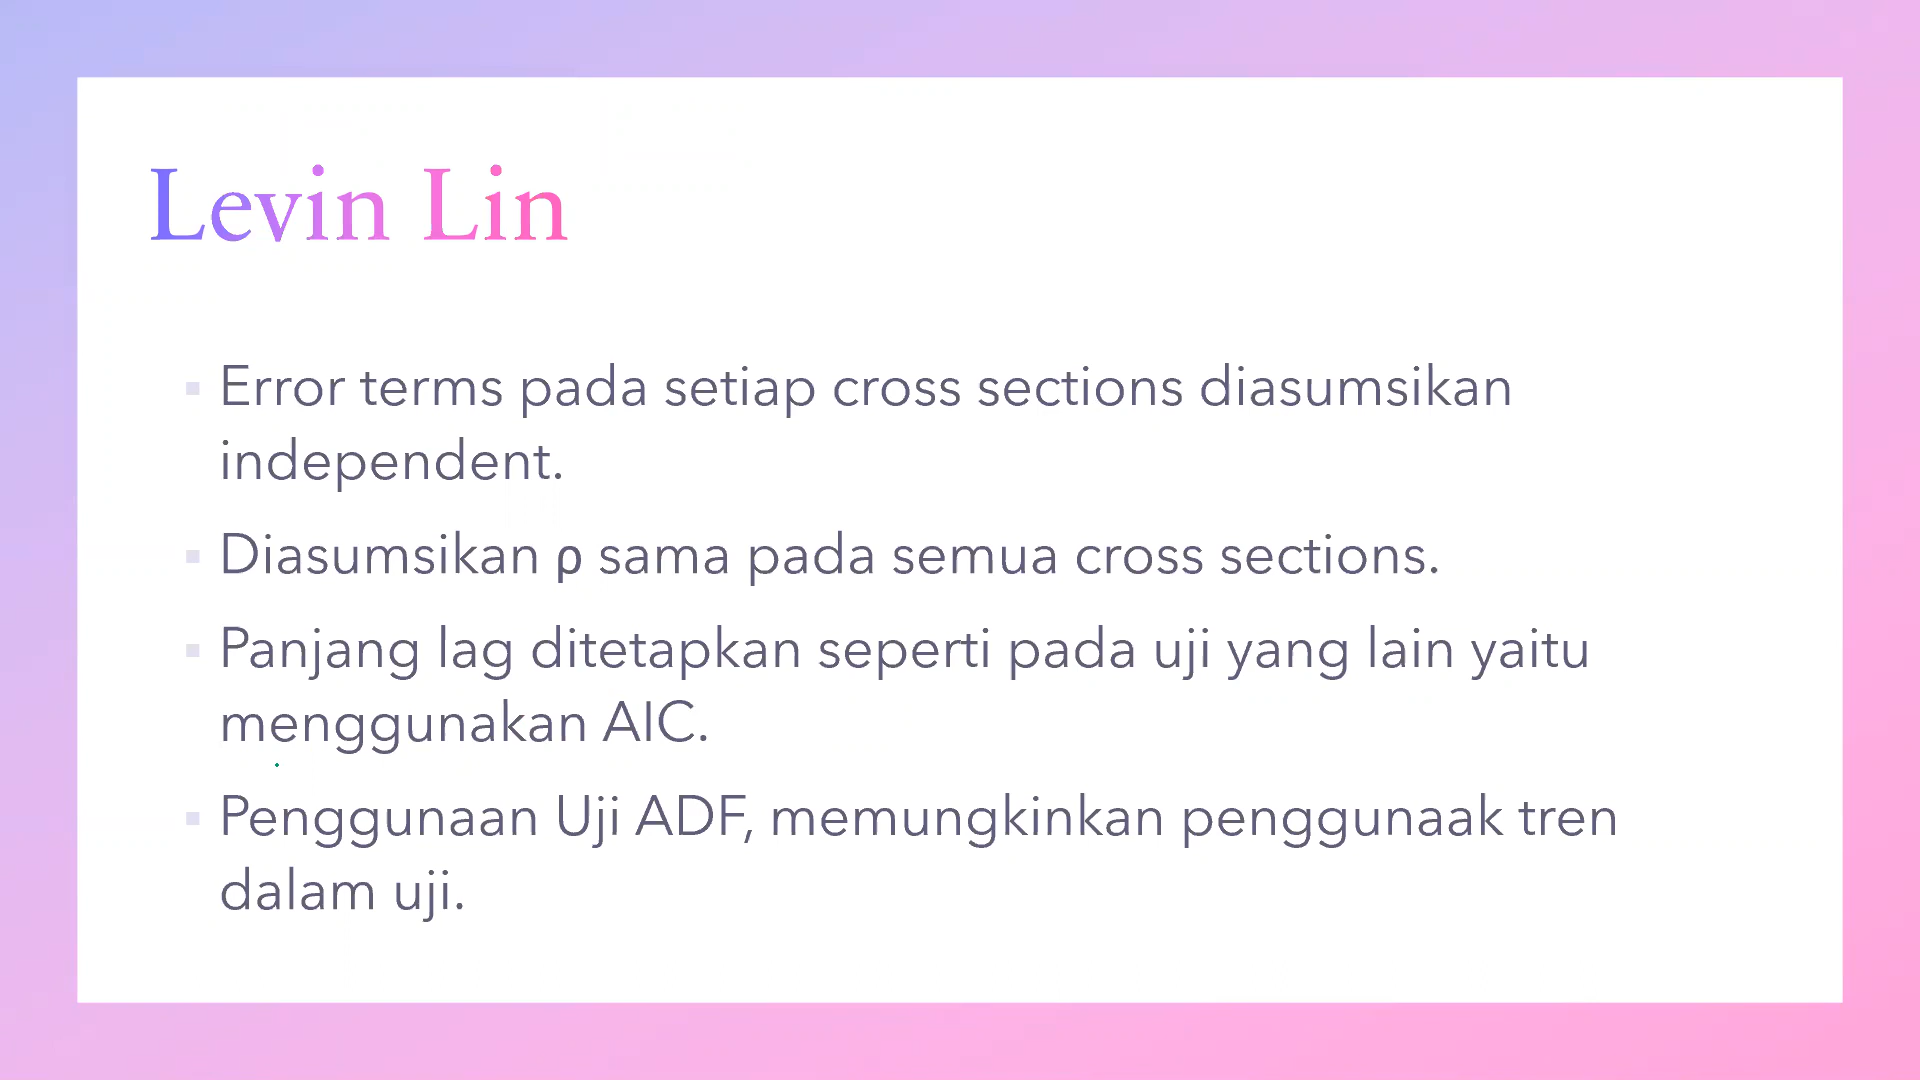 Levin Lin
Error terms pada setiap cross sections diasumsikan
independent.
Diasumsikan ρ sama pada semua cross sections.
Panjang lag ditetapkan seperti pada uji yang lain yaitu
menggunakan AIC.
Penggunaan Uji ADF, memungkinkan penggunaak tren
dalam uji.